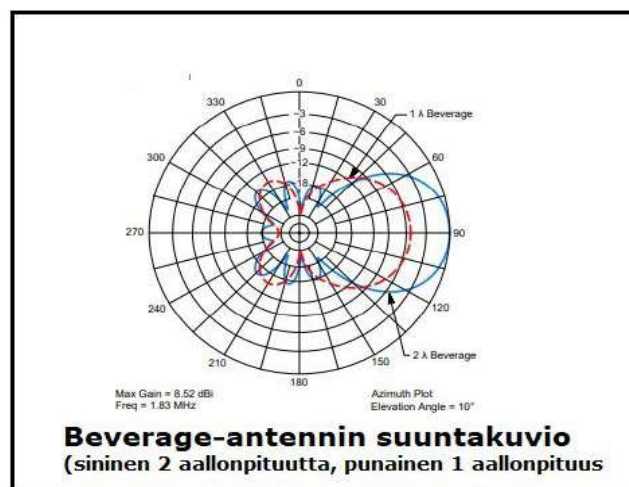 0
330
30
1 λ Beverage
-3
-6
300
-9
60
-12
18
270
90
240
120
2 λ Beverage
210
150
180
Max Gain = 8.52 dBi
Freq = 1.83 MHz
Azimuth Plot
Elevation Angle = 10°
Beverage-antennin suuntakuvio
(sininen 2 aallonpituutta, punainen 1 aallonpituus